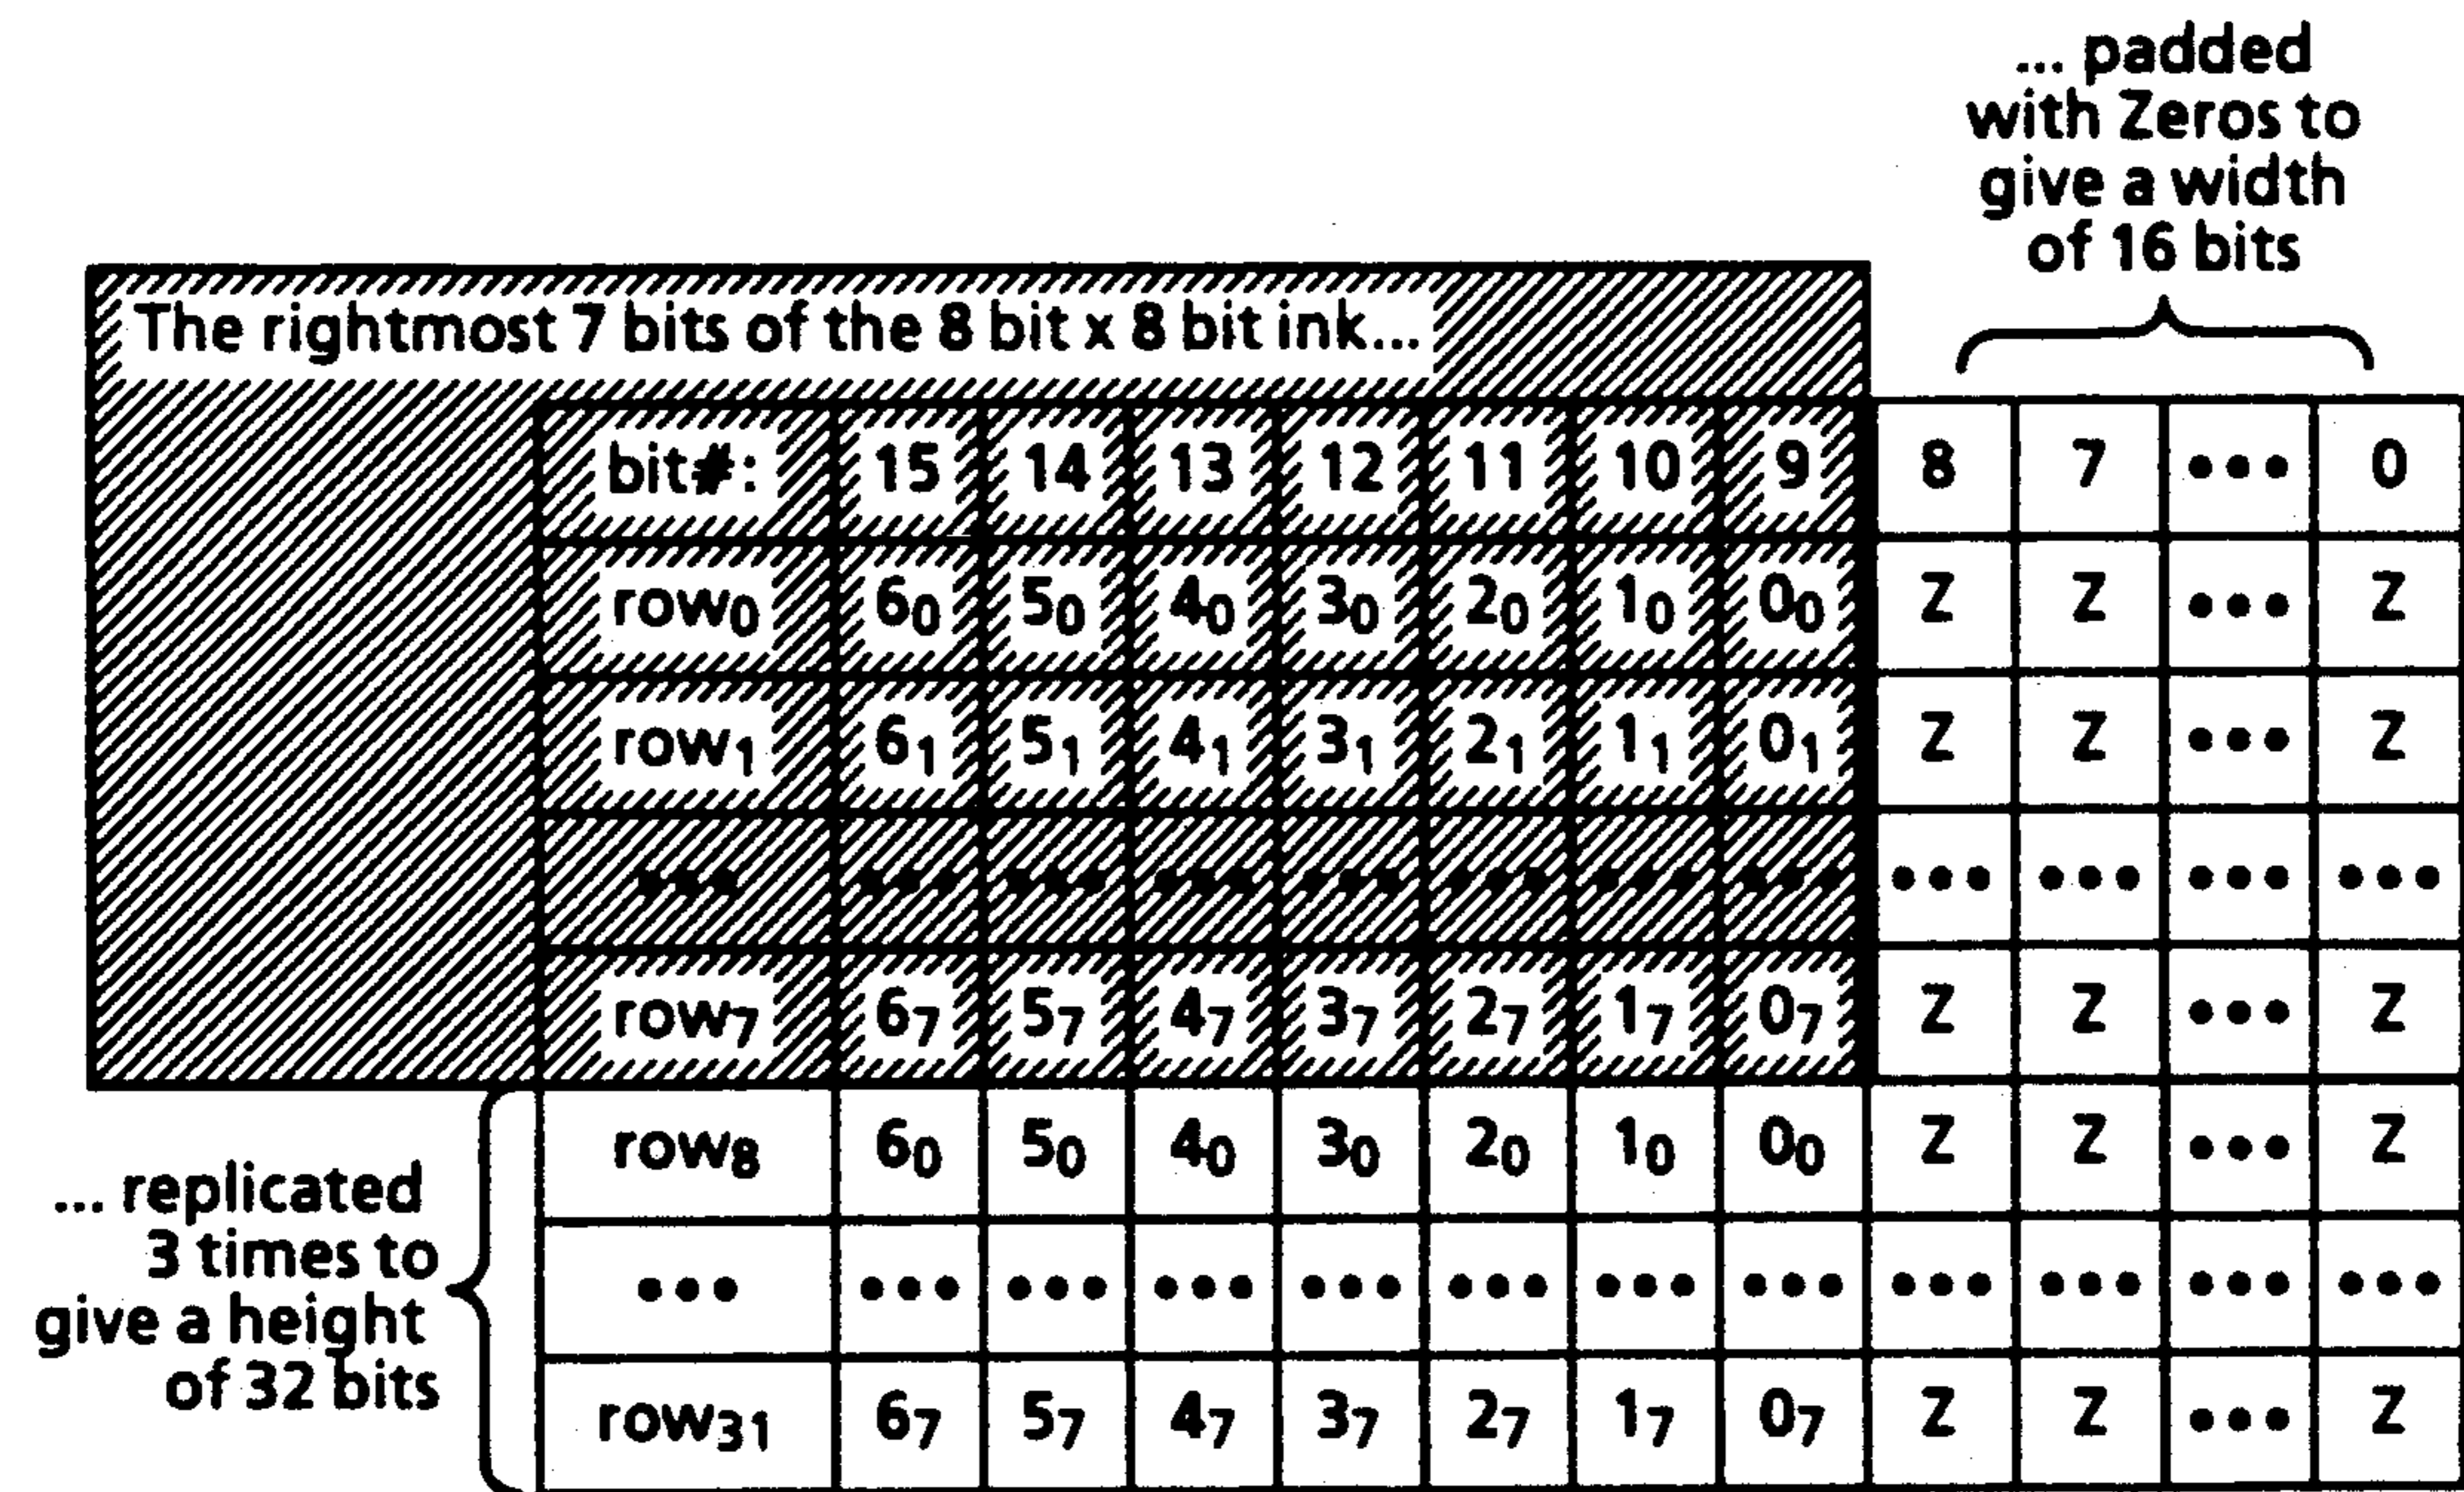 ... padded
with Zeros to
give a width
of 16 bits
The rightmost 7 bits of the 8 bit x 8 bit ink...
bit#: 15 14 13 12 11 10 9 8 7 ••• 0
row₀ 6₀ 5₀ 4₀ 3₀ 2₀ 1₀ 0₀ Z Z ••• Z
row₁ 6₁ 5₁ 4₁ 3₁ 2₁ 1₁ 0₁ Z Z ••• Z
••• ••• ••• ••• ••• ••• ••• ••• ••• ••• ••• •••
row₇ 6₇ 5₇ 4₇ 3₇ 2₇ 1₇ 0₇ Z Z ••• Z
row₈ 6₀ 5₀ 4₀ 3₀ 2₀ 1₀ 0₀ Z Z ••• Z
••• ••• ••• ••• ••• ••• ••• ••• ••• ••• ••• •••
row₃₁ 6₇ 5₇ 4₇ 3₇ 2₇ 1₇ 0₇ Z Z ••• Z
... replicated
3 times to
give a height
of 32 bits